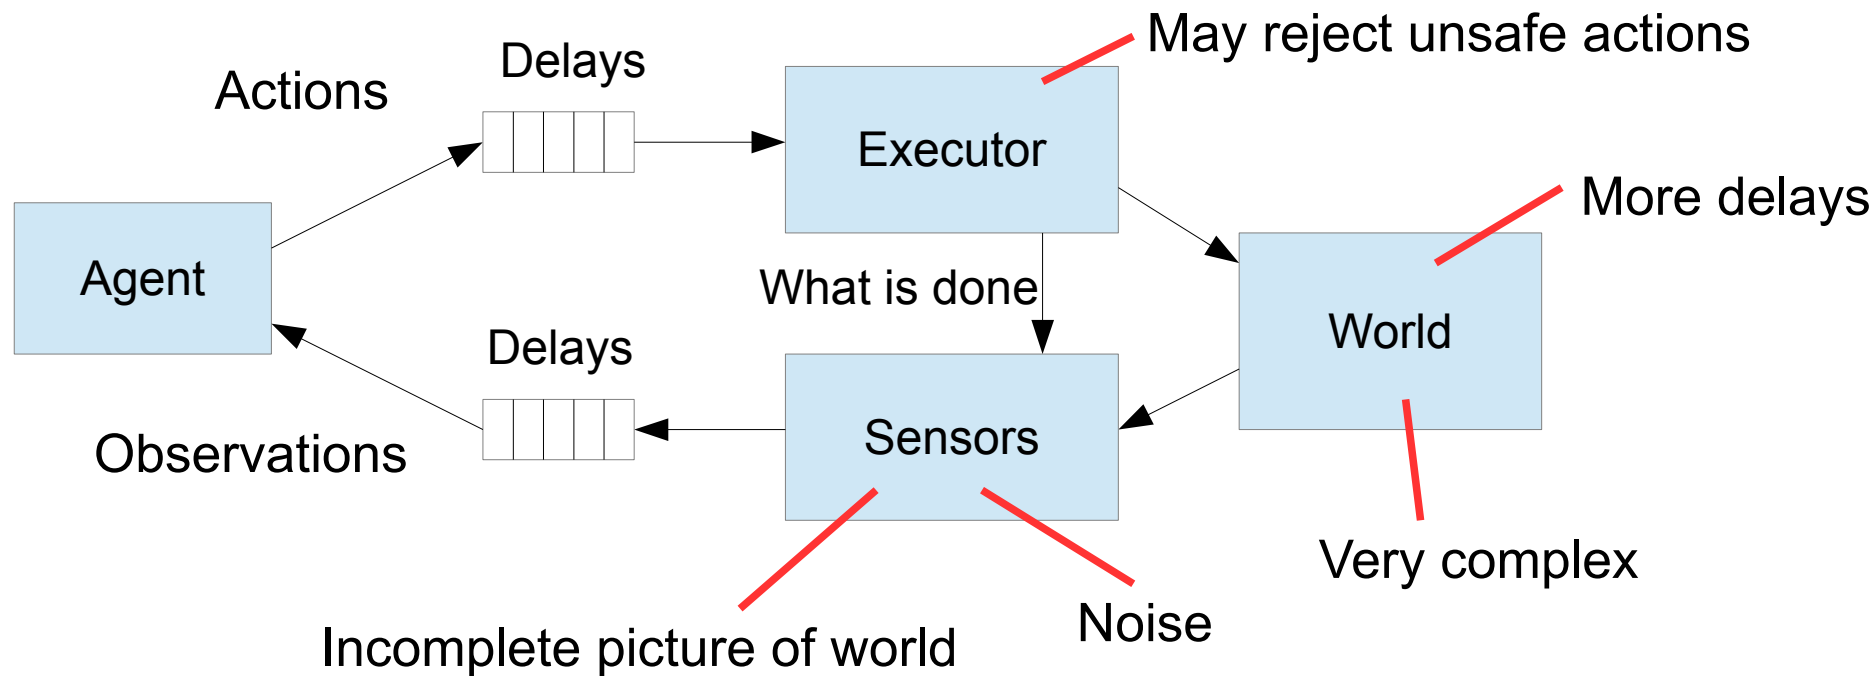 May reject unsafe actions
Delays
Actions
Executor
More delays
Agent
What is done
World
Delays
Sensors
Observations
Very complex
Noise
Incomplete picture of world